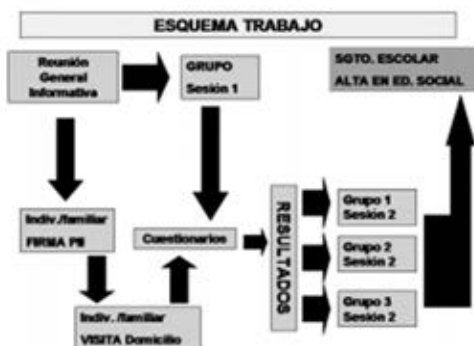 ESQUEMA TRABAJO
Reunión
General
Informativa
GRUPO
Sesión 1
SGTO. ESCOLAR
ALTA EN ED. SOCIAL
Indiv./familiar
FIRMA PII
Cuestionarios
RESULTADOS
Grupo 1
Sesión 2
Grupo 2
Sesión 2
Grupo 3
Sesión 2
Indiv. /familiar
VISITA Domicilio